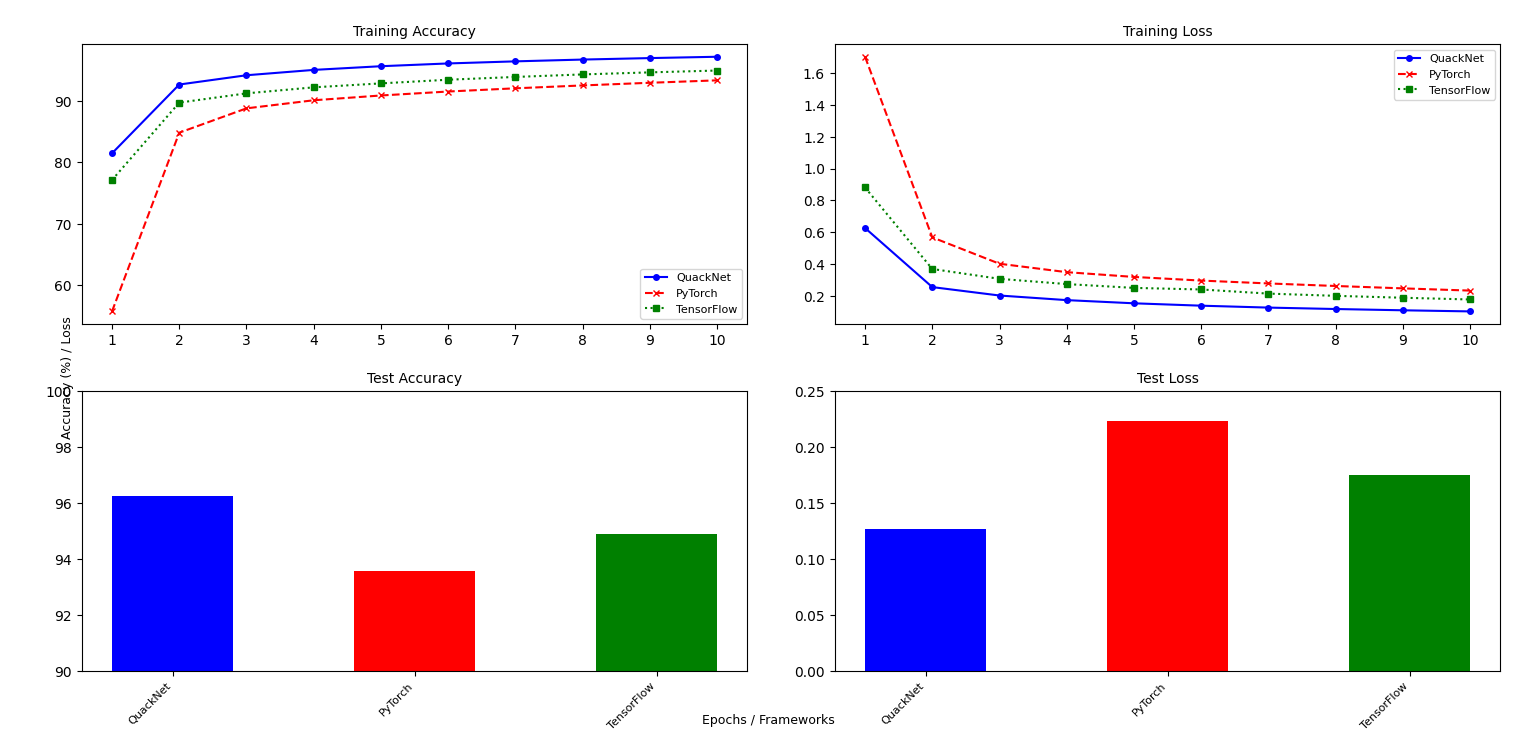 Training Accuracy
90
80
70
60
QuackNet
PyTorch
TensorFlow
1 2 3 4 5 6 7 8 9 10
Training Loss
1.6
1.4
1.2
1.0
0.8
0.6
0.4
0.2
QuackNet
PyTorch
TensorFlow
1 2 3 4 5 6 7 8 9 10
Accuracy (%) / Loss
Test Accuracy
100
98
96
94
92
90
QuackNet
PyTorch
TensorFlow
Test Loss
0.25
0.20
0.15
0.10
0.05
0.00
QuackNet
PyTorch
TensorFlow
Epochs / Frameworks